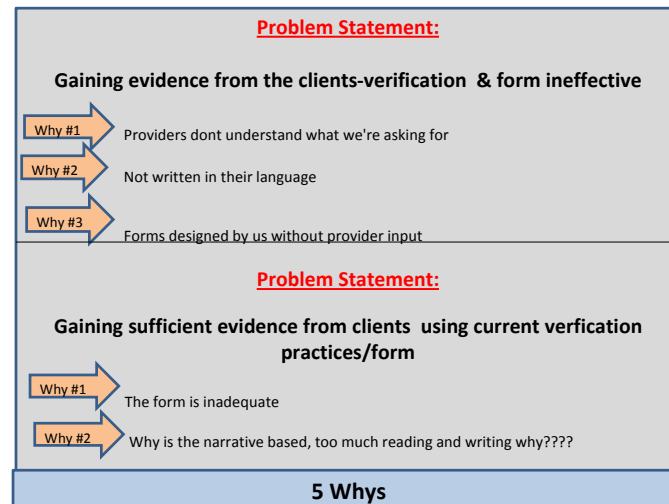 Problem Statement:
Gaining evidence from the clients-verification & form ineffective
Why #1
Providers dont understand what we're asking for
Why #2
Not written in their language
Why #3
Forms designed by us without provider input
Problem Statement:
Gaining sufficient evidence from clients using current verfication
practices/form
Why #1
The form is inadequate
Why #2
Why is the narrative based, too much reading and writing why????
5 Whys